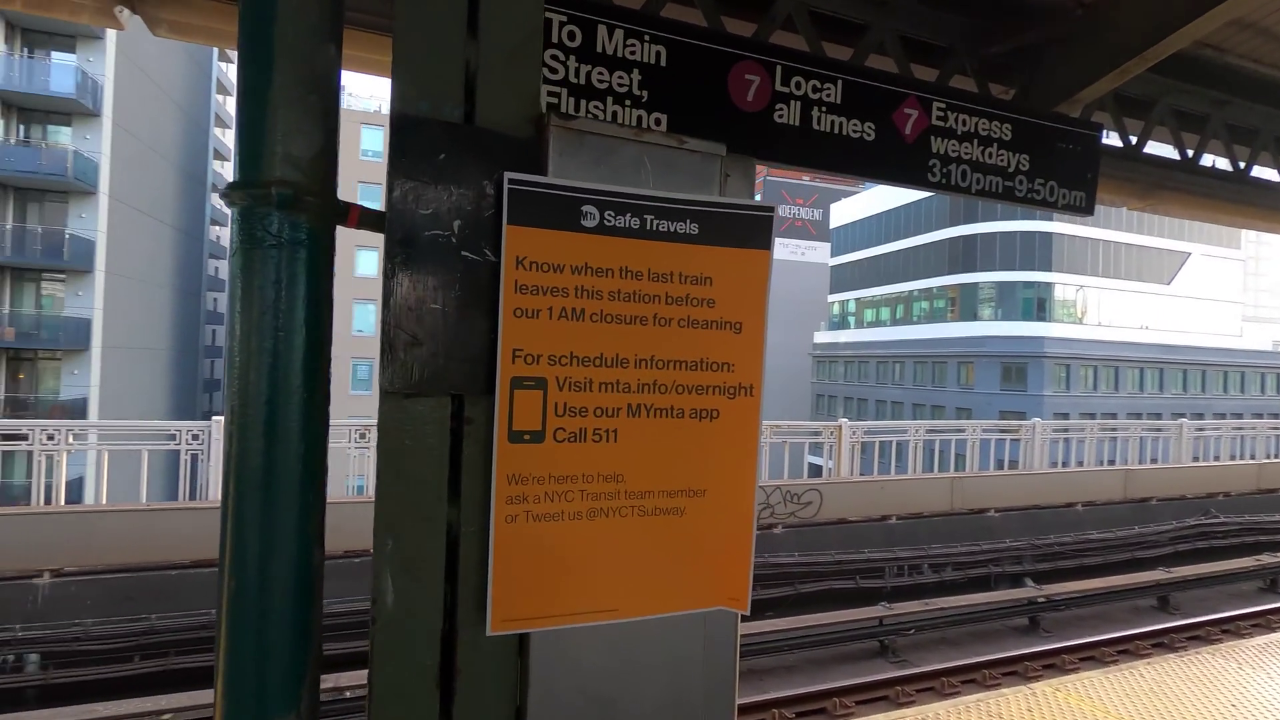 To Main
Street,
Flushing
7
Local
all times
7
Express
weekdays
3:10pm–9:50pm
THE
INDEPENDENT
MTA Safe Travels
Know when the last train
leaves this station before
our 1 AM closure for cleaning
For schedule information:
Visit mta.info/overnight
Use our MYmta app
Call 511
We're here to help,
ask a NYC Transit team member
or Tweet us @NYCTSubway.